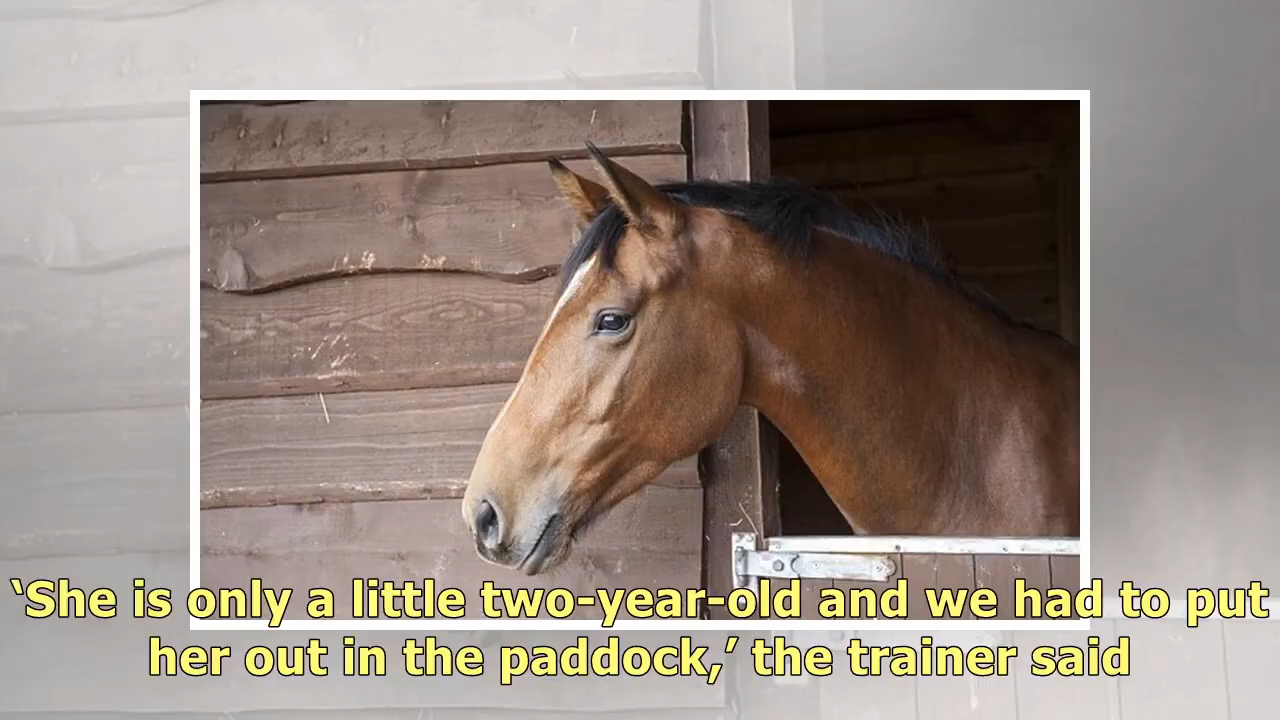 ‘She is only a little two-year-old and we had to put
her out in the paddock,’ the trainer said